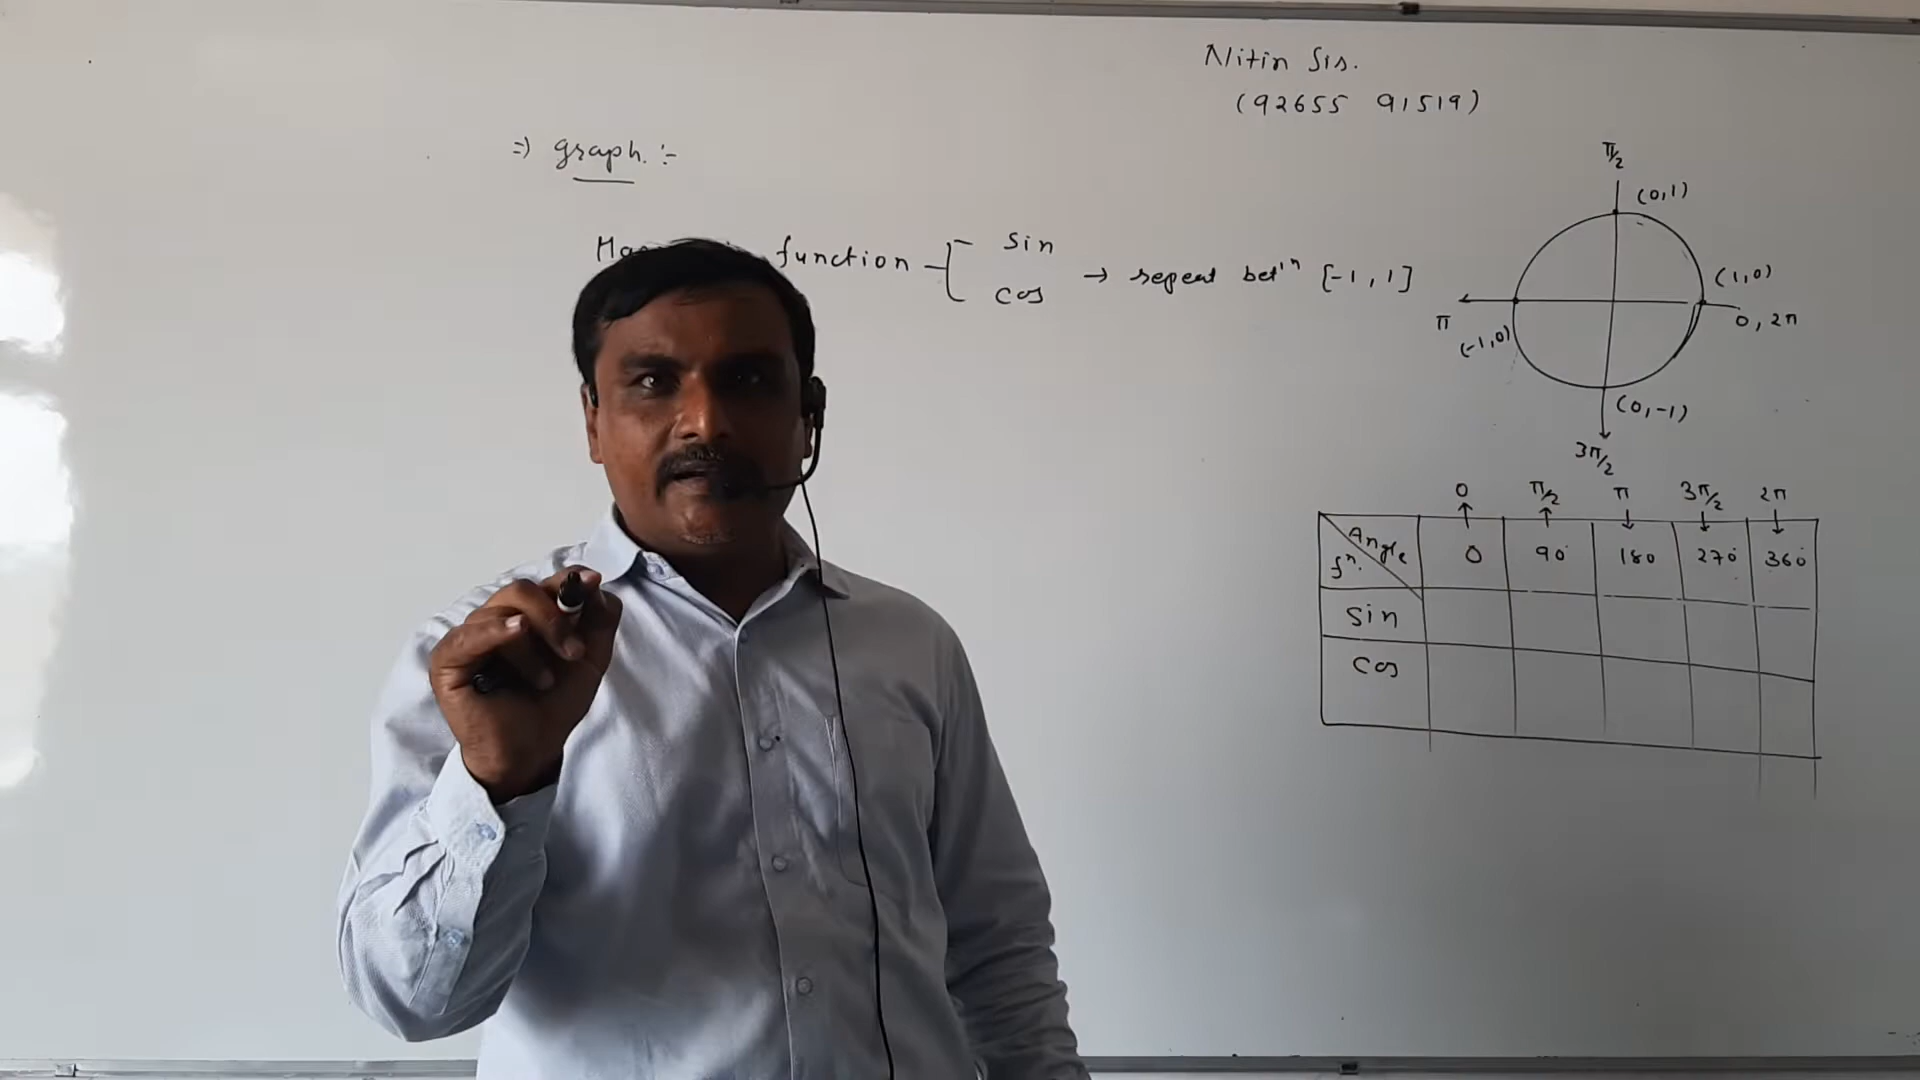 Nitin Sir.
(92655 91519)
=) graph. :-
function
sin
cos
→ repeat betⁿ [-1, 1]
π/2
(0,1)
(1,0)
0, 2π
π
(-1,0)
(0,-1)
3π/2
0 π/2 π 3π/2 2π
Angle
fⁿ.
0 90° 180 270° 360°
Sin
Cos